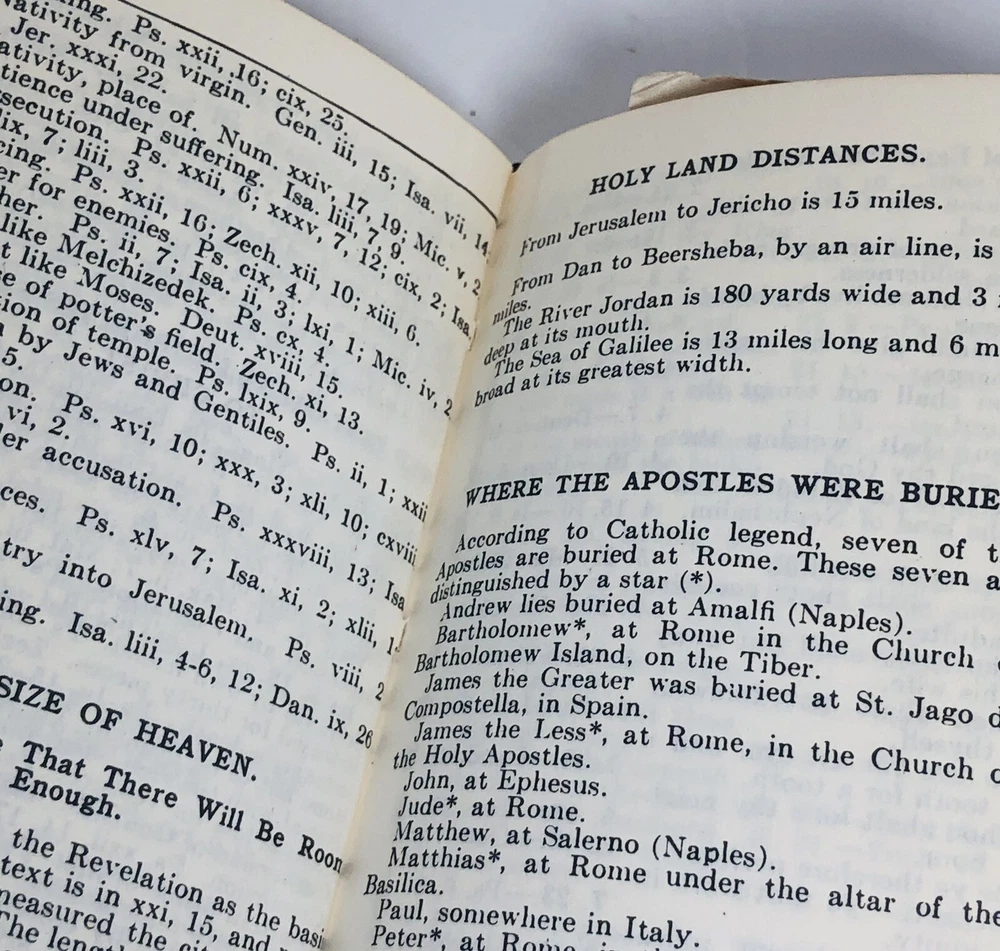 ing. Ps. xxii, 16; cix, 25.
ativity from virgin. Gen. iii, 15; Isa. vii, 14
Jer. xxxi, 22.
ativity, place of. Num. xxiv, 17, 19; Mic. v, 2
tience under suffering. Isa. liii, 7, 9.
secution. Ps. xxii, 6; xxxv, 7, 12; cix, 2; Isa.
lix, 7; liii, 3.
cing. Ps. xxii, 16; Zech. xii, 10; xiii, 6.
er for enemies. Ps. cix, 4.
her. Ps. ii, 7; Isa. ii, 3; lxi, 1; Mic. iv, 2
like Melchizedek. Ps. cx, 4.
t like Moses. Deut. xviii, 15.
e of potter's field. Zech. xi, 13.
ion of temple. Ps. lxix, 9.
by Jews and Gentiles. Ps. ii, 1; xxii
5.
on. Ps. xvi, 10; xxx, 3; xli, 10; cxviii
vi, 2.
er accusation. Ps. xxxviii, 13; Isa
ces. Ps. xlv, 7; Isa. xi, 2; xlii, 1
try into Jerusalem. Ps. viii, 2
ing. Isa. liii, 4-6, 12; Dan. ix, 26
SIZE OF HEAVEN.
That There Will Be Room
Enough.
the Revelation as the basi
text is in xxi, 15, and
measured the cit
The length
HOLY LAND DISTANCES.
From Jerusalem to Jericho is 15 miles.
From Dan to Beersheba, by an air line, is
miles.
The River Jordan is 180 yards wide and 3
deep at its mouth.
The Sea of Galilee is 13 miles long and 6 m
broad at its greatest width.
WHERE THE APOSTLES WERE BURIE
According to Catholic legend, seven of t
Apostles are buried at Rome. These seven a
distinguished by a star (*).
Andrew lies buried at Amalfi (Naples).
Bartholomew*, at Rome in the Church
Bartholomew Island, on the Tiber.
James the Greater was buried at St. Jago d
Compostella, in Spain.
James the Less*, at Rome, in the Church o
the Holy Apostles.
John, at Ephesus.
Jude*, at Rome.
Matthew, at Salerno (Naples).
Matthias*, at Rome under the altar of the
Basilica.
Paul, somewhere in Italy.
Peter*, at Rome